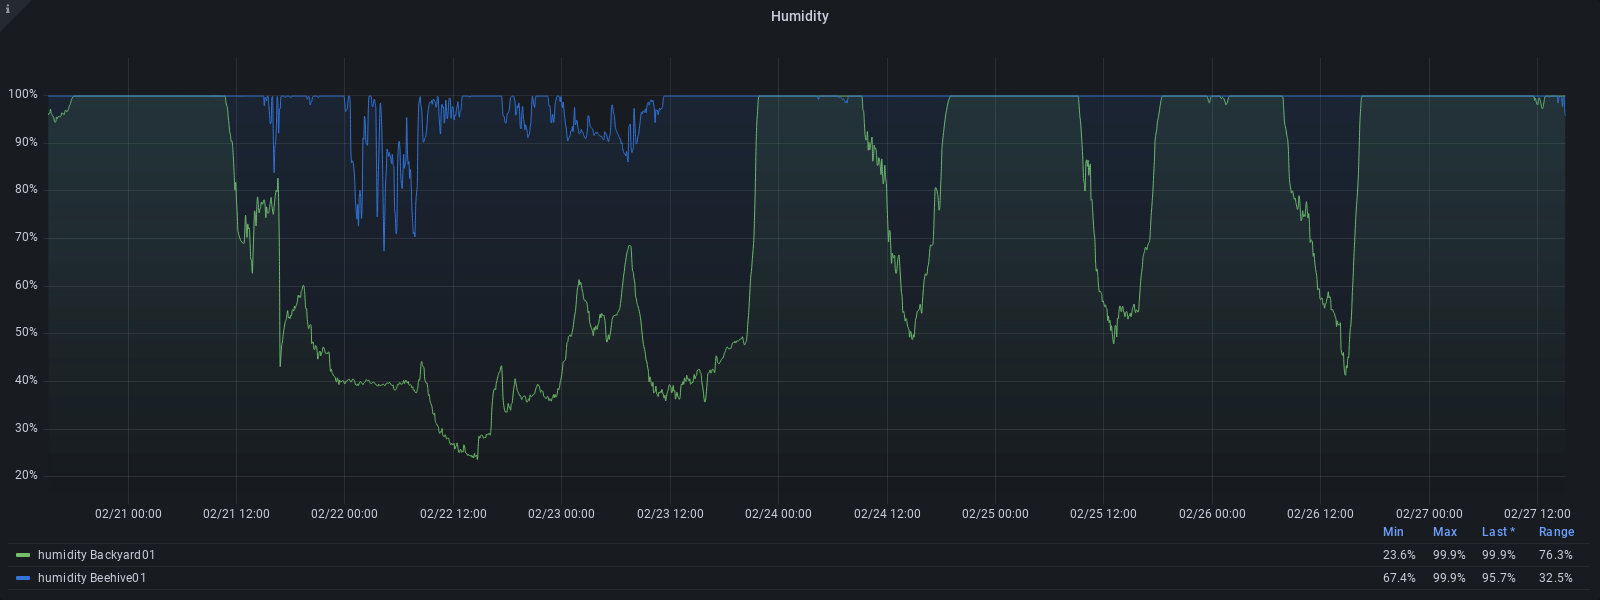 i
Humidity
100%
90%
80%
70%
60%
50%
40%
30%
20%
02/21 00:00 02/21 12:00 02/22 00:00 02/22 12:00 02/23 00:00 02/23 12:00 02/24 00:00 02/24 12:00 02/25 00:00 02/25 12:00 02/26 00:00 02/26 12:00 02/27 00:00 02/27 12:00
Min Max Last * Range
humidity Backyard01 23.6% 99.9% 99.9% 76.3%
humidity Beehive01 67.4% 99.9% 95.7% 32.5%